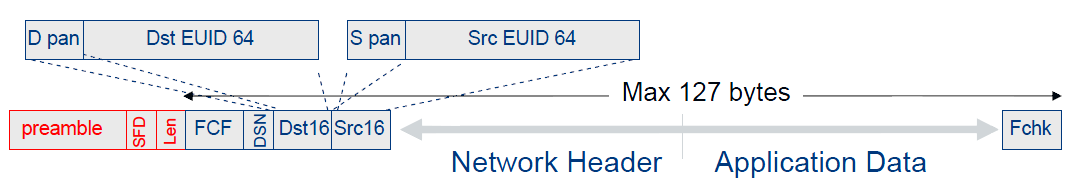 D pan Dst EUID 64 S pan Src EUID 64
Max 127 bytes
preamble SFD Len FCF DSN Dst16 Src16 Fchk
Network Header Application Data